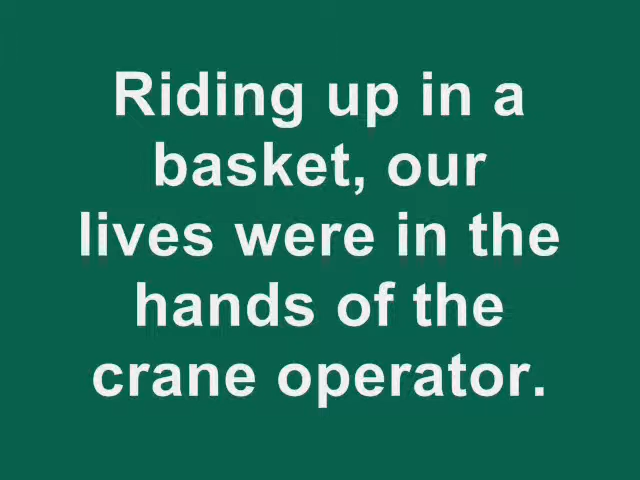 Riding up in a
basket, our
lives were in the
hands of the
crane operator.